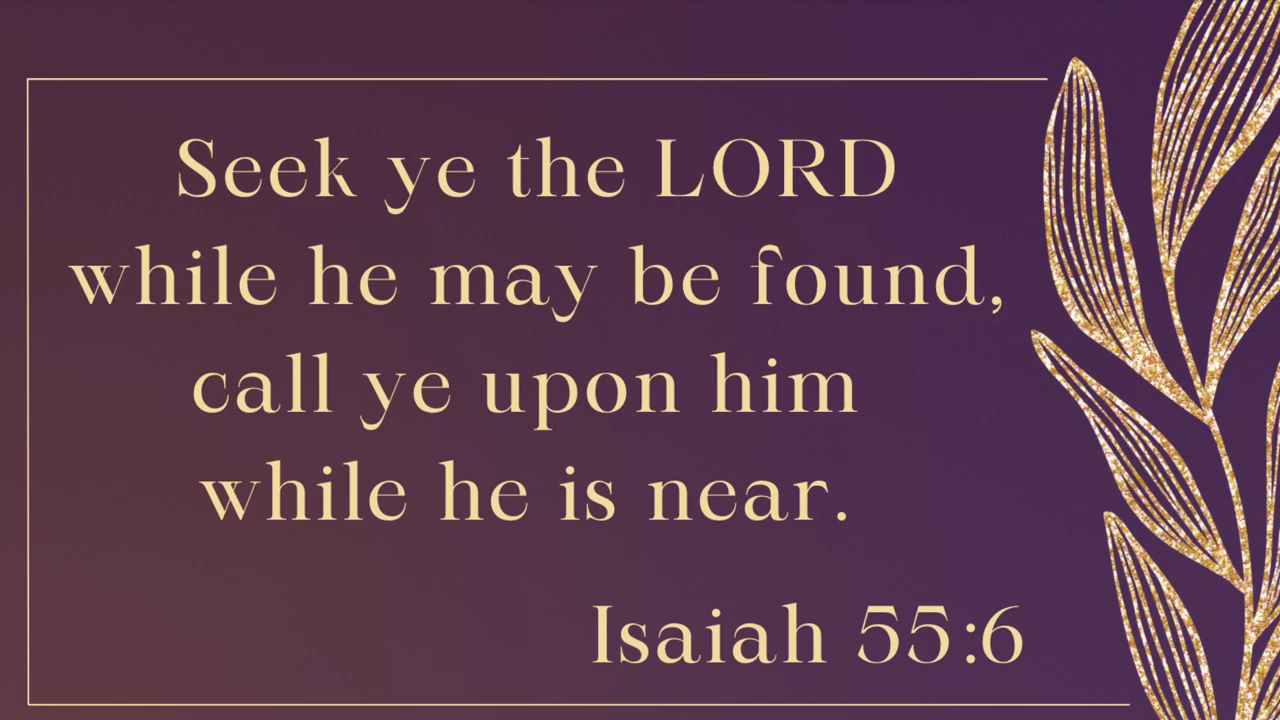 Seek ye the LORD
while he may be found,
call ye upon him
while he is near.
Isaiah 55:6